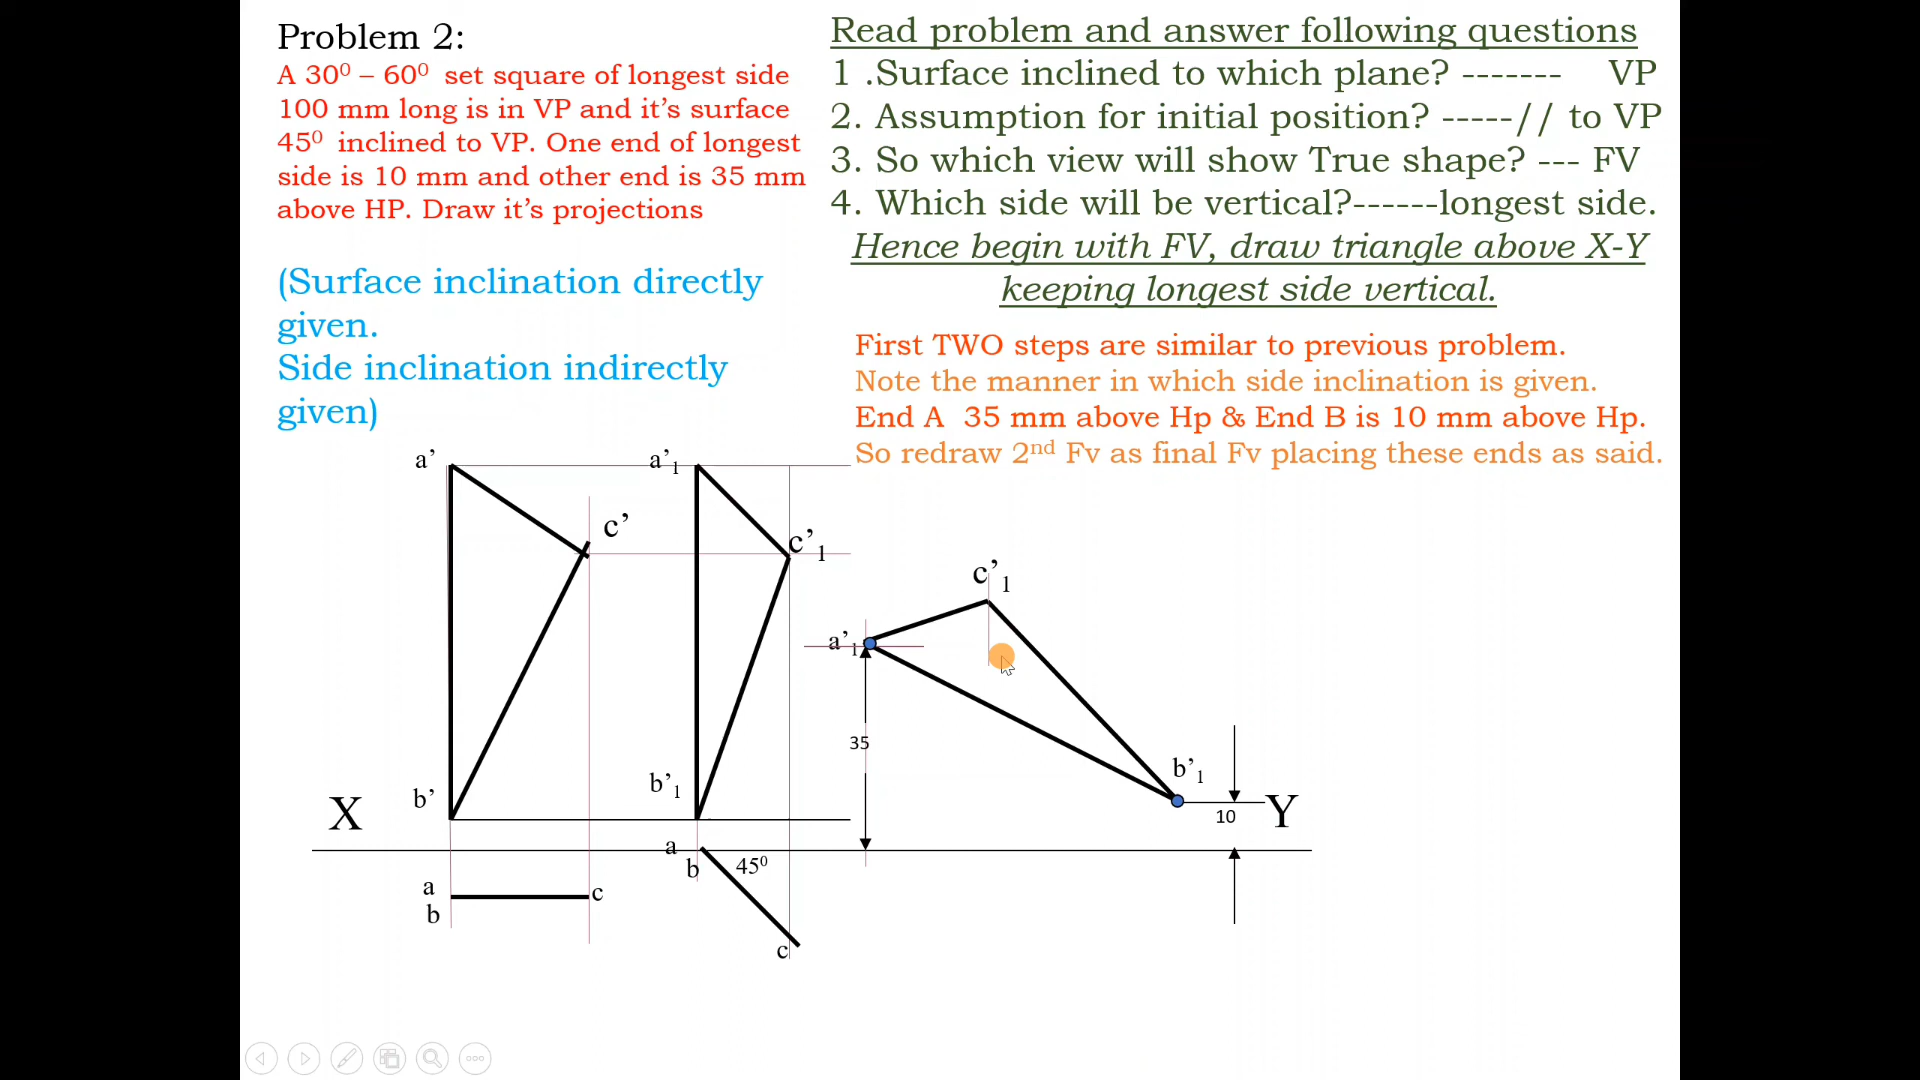 Problem 2:
A 30⁰ – 60⁰ set square of longest side
100 mm long is in VP and it’s surface
45⁰ inclined to VP. One end of longest
side is 10 mm and other end is 35 mm
above HP. Draw it’s projections
(Surface inclination directly
given.
Side inclination indirectly
given)
Read problem and answer following questions
1 .Surface inclined to which plane? ------- VP
2. Assumption for initial position? -----// to VP
3. So which view will show True shape? --- FV
4. Which side will be vertical?------longest side.
Hence begin with FV, draw triangle above X-Y
keeping longest side vertical.
First TWO steps are similar to previous problem.
Note the manner in which side inclination is given.
End A 35 mm above Hp & End B is 10 mm above Hp.
So redraw 2nd Fv as final Fv placing these ends as said.
a’
a’1
c’
c’1
c’1
a’1
35
b’1
b’1
b’
X
10
Y
a
b
45⁰
a
b
c
c